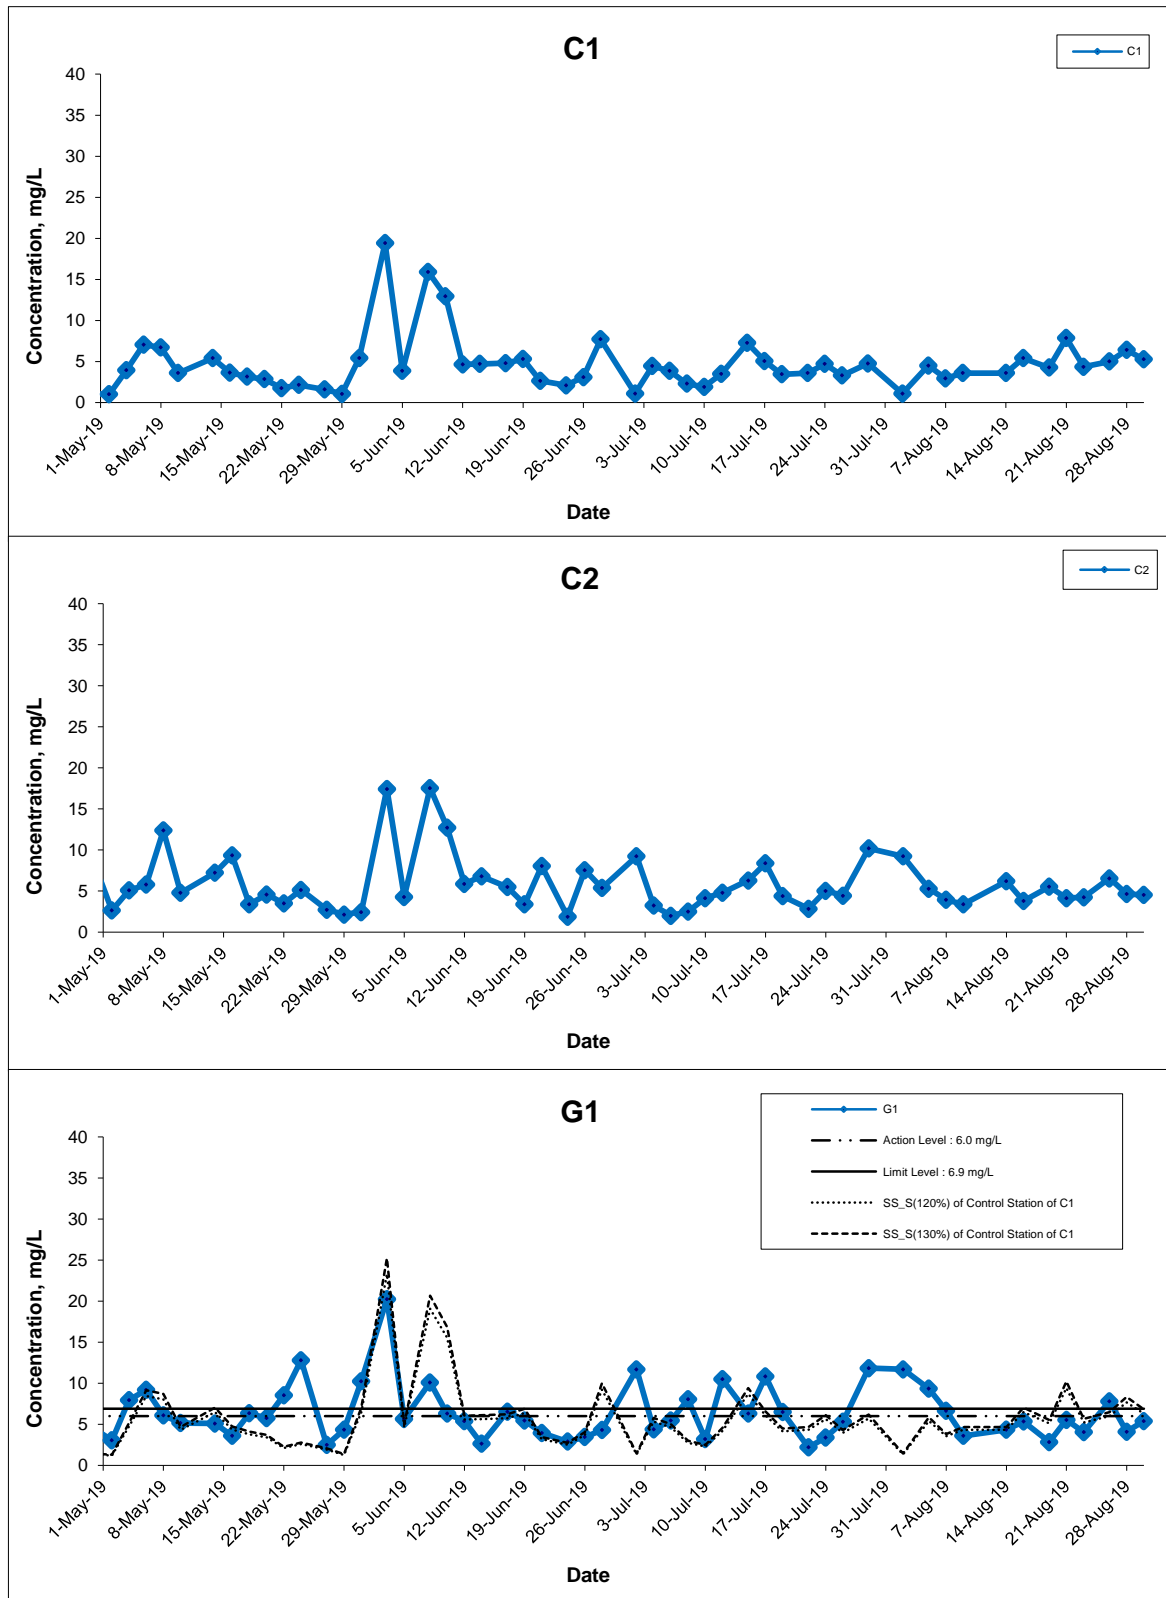 C1
C1
40
35
30
25
20
15
10
5
0
Concentration, mg/L
1-May-19
8-May-19
15-May-19
22-May-19
29-May-19
5-Jun-19
12-Jun-19
19-Jun-19
26-Jun-19
3-Jul-19
10-Jul-19
17-Jul-19
24-Jul-19
31-Jul-19
7-Aug-19
14-Aug-19
21-Aug-19
28-Aug-19
Date
C2
C2
40
35
30
25
20
15
10
5
0
Concentration, mg/L
1-May-19
8-May-19
15-May-19
22-May-19
29-May-19
5-Jun-19
12-Jun-19
19-Jun-19
26-Jun-19
3-Jul-19
10-Jul-19
17-Jul-19
24-Jul-19
31-Jul-19
7-Aug-19
14-Aug-19
21-Aug-19
28-Aug-19
Date
G1
G1
Action Level : 6.0 mg/L
Limit Level : 6.9 mg/L
SS_S(120%) of Control Station of C1
SS_S(130%) of Control Station of C1
40
35
30
25
20
15
10
5
0
Concentration, mg/L
1-May-19
8-May-19
15-May-19
22-May-19
29-May-19
5-Jun-19
12-Jun-19
19-Jun-19
26-Jun-19
3-Jul-19
10-Jul-19
17-Jul-19
24-Jul-19
31-Jul-19
7-Aug-19
14-Aug-19
21-Aug-19
28-Aug-19
Date